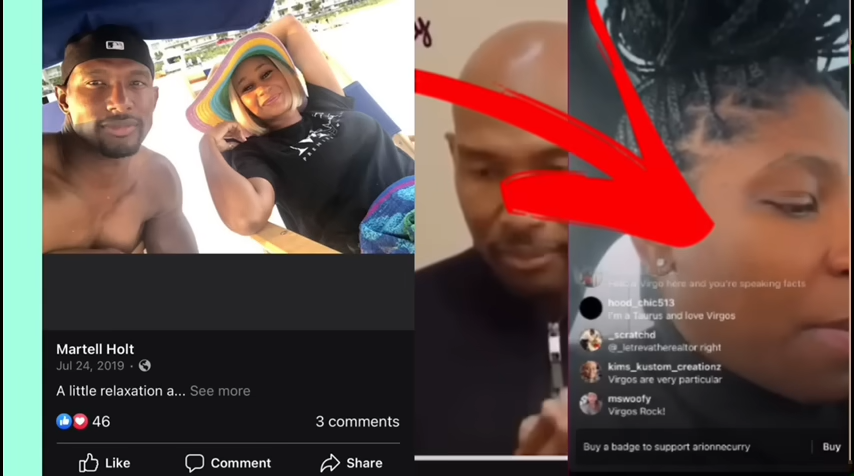 Martell Holt
Jul 24, 2019 ·
A little relaxation a... See more
46
3 comments
Like
Comment
Share
a Virgo here and you're speaking facts
hood_chic513
I'm a Taurus and love Virgos
_scratchd
@_letrevatherealtor right
kims_kustom_creationz
Virgos are very particular
mswoofy
Virgos Rock!
Buy a badge to support arionnecurry
Buy